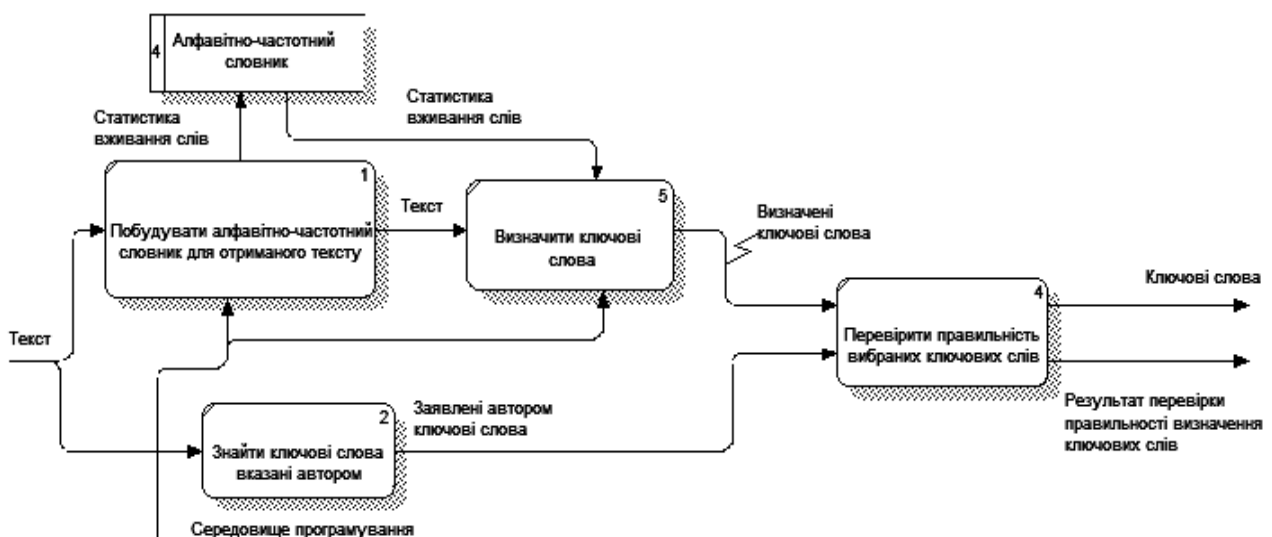 4
Алфавітно-частотний
словник
Статистика
вживання слів
Статистика
вживання слів
1
Побудувати алфавітно-частотний
словник для отриманого тексту
Текст
5
Визначити ключові
слова
Визначені
ключові слова
Текст
4
Перевірити правильність
вибраних ключових слів
Ключові слова
Результат перевірки
правильності визначення
ключових слів
2
Знайти ключові слова
вказані автором
Заявлені автором
ключові слова
Середовище програмування